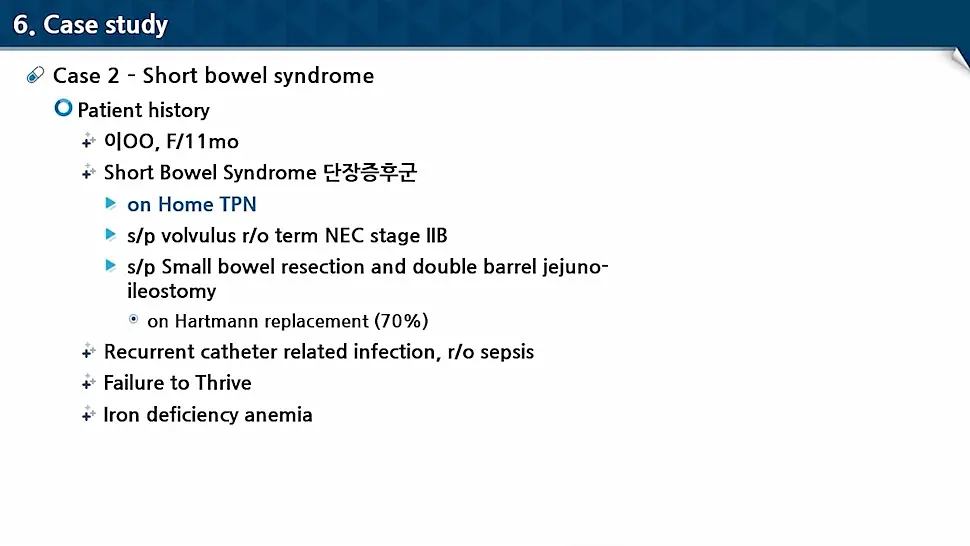 6. Case study
Case 2 - Short bowel syndrome
Patient history
이OO, F/11mo
Short Bowel Syndrome 단장증후군
on Home TPN
s/p volvulus r/o term NEC stage IIB
s/p Small bowel resection and double barrel jejuno-
ileostomy
on Hartmann replacement (70%)
Recurrent catheter related infection, r/o sepsis
Failure to Thrive
Iron deficiency anemia